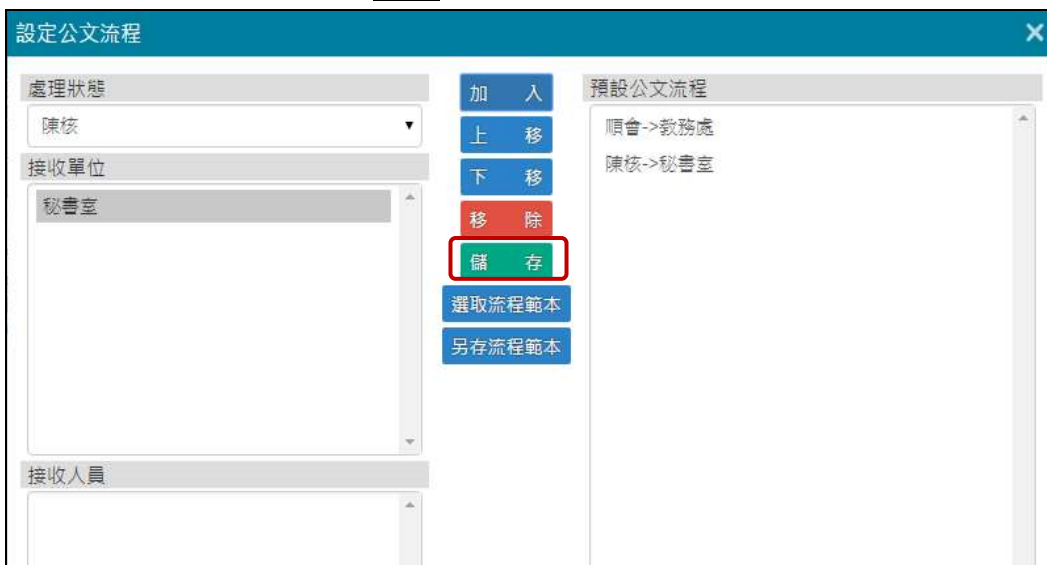 設定公文流程
處理狀態
陳核
接收單位
秘書室
接收人員
加 入
上 移
下 移
移 除
儲 存
選取流程範本
另存流程範本
預設公文流程
順會->教務處
陳核->秘書室